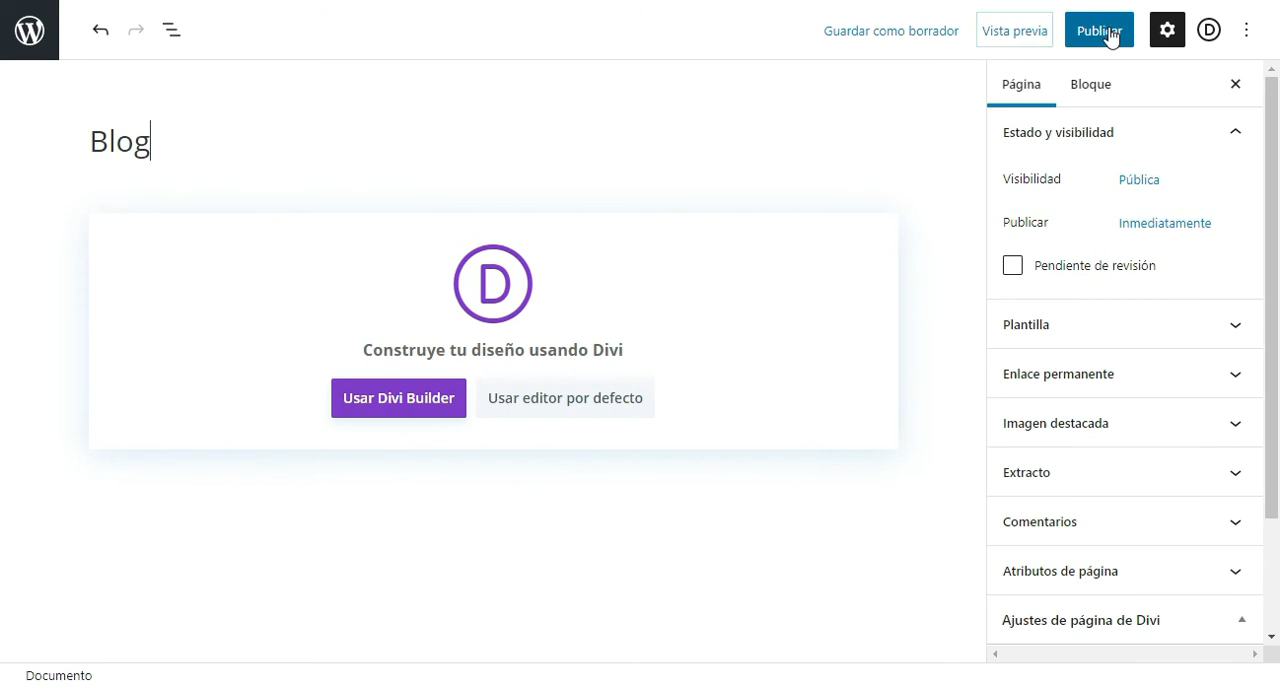 Guardar como borrador
Vista previa
Publicar
Página
Bloque
Blog
Estado y visibilidad
Visibilidad
Pública
Publicar
Inmediatamente
Pendiente de revisión
Construye tu diseño usando Divi
Usar Divi Builder
Usar editor por defecto
Plantilla
Enlace permanente
Imagen destacada
Extracto
Comentarios
Atributos de página
Ajustes de página de Divi
Documento